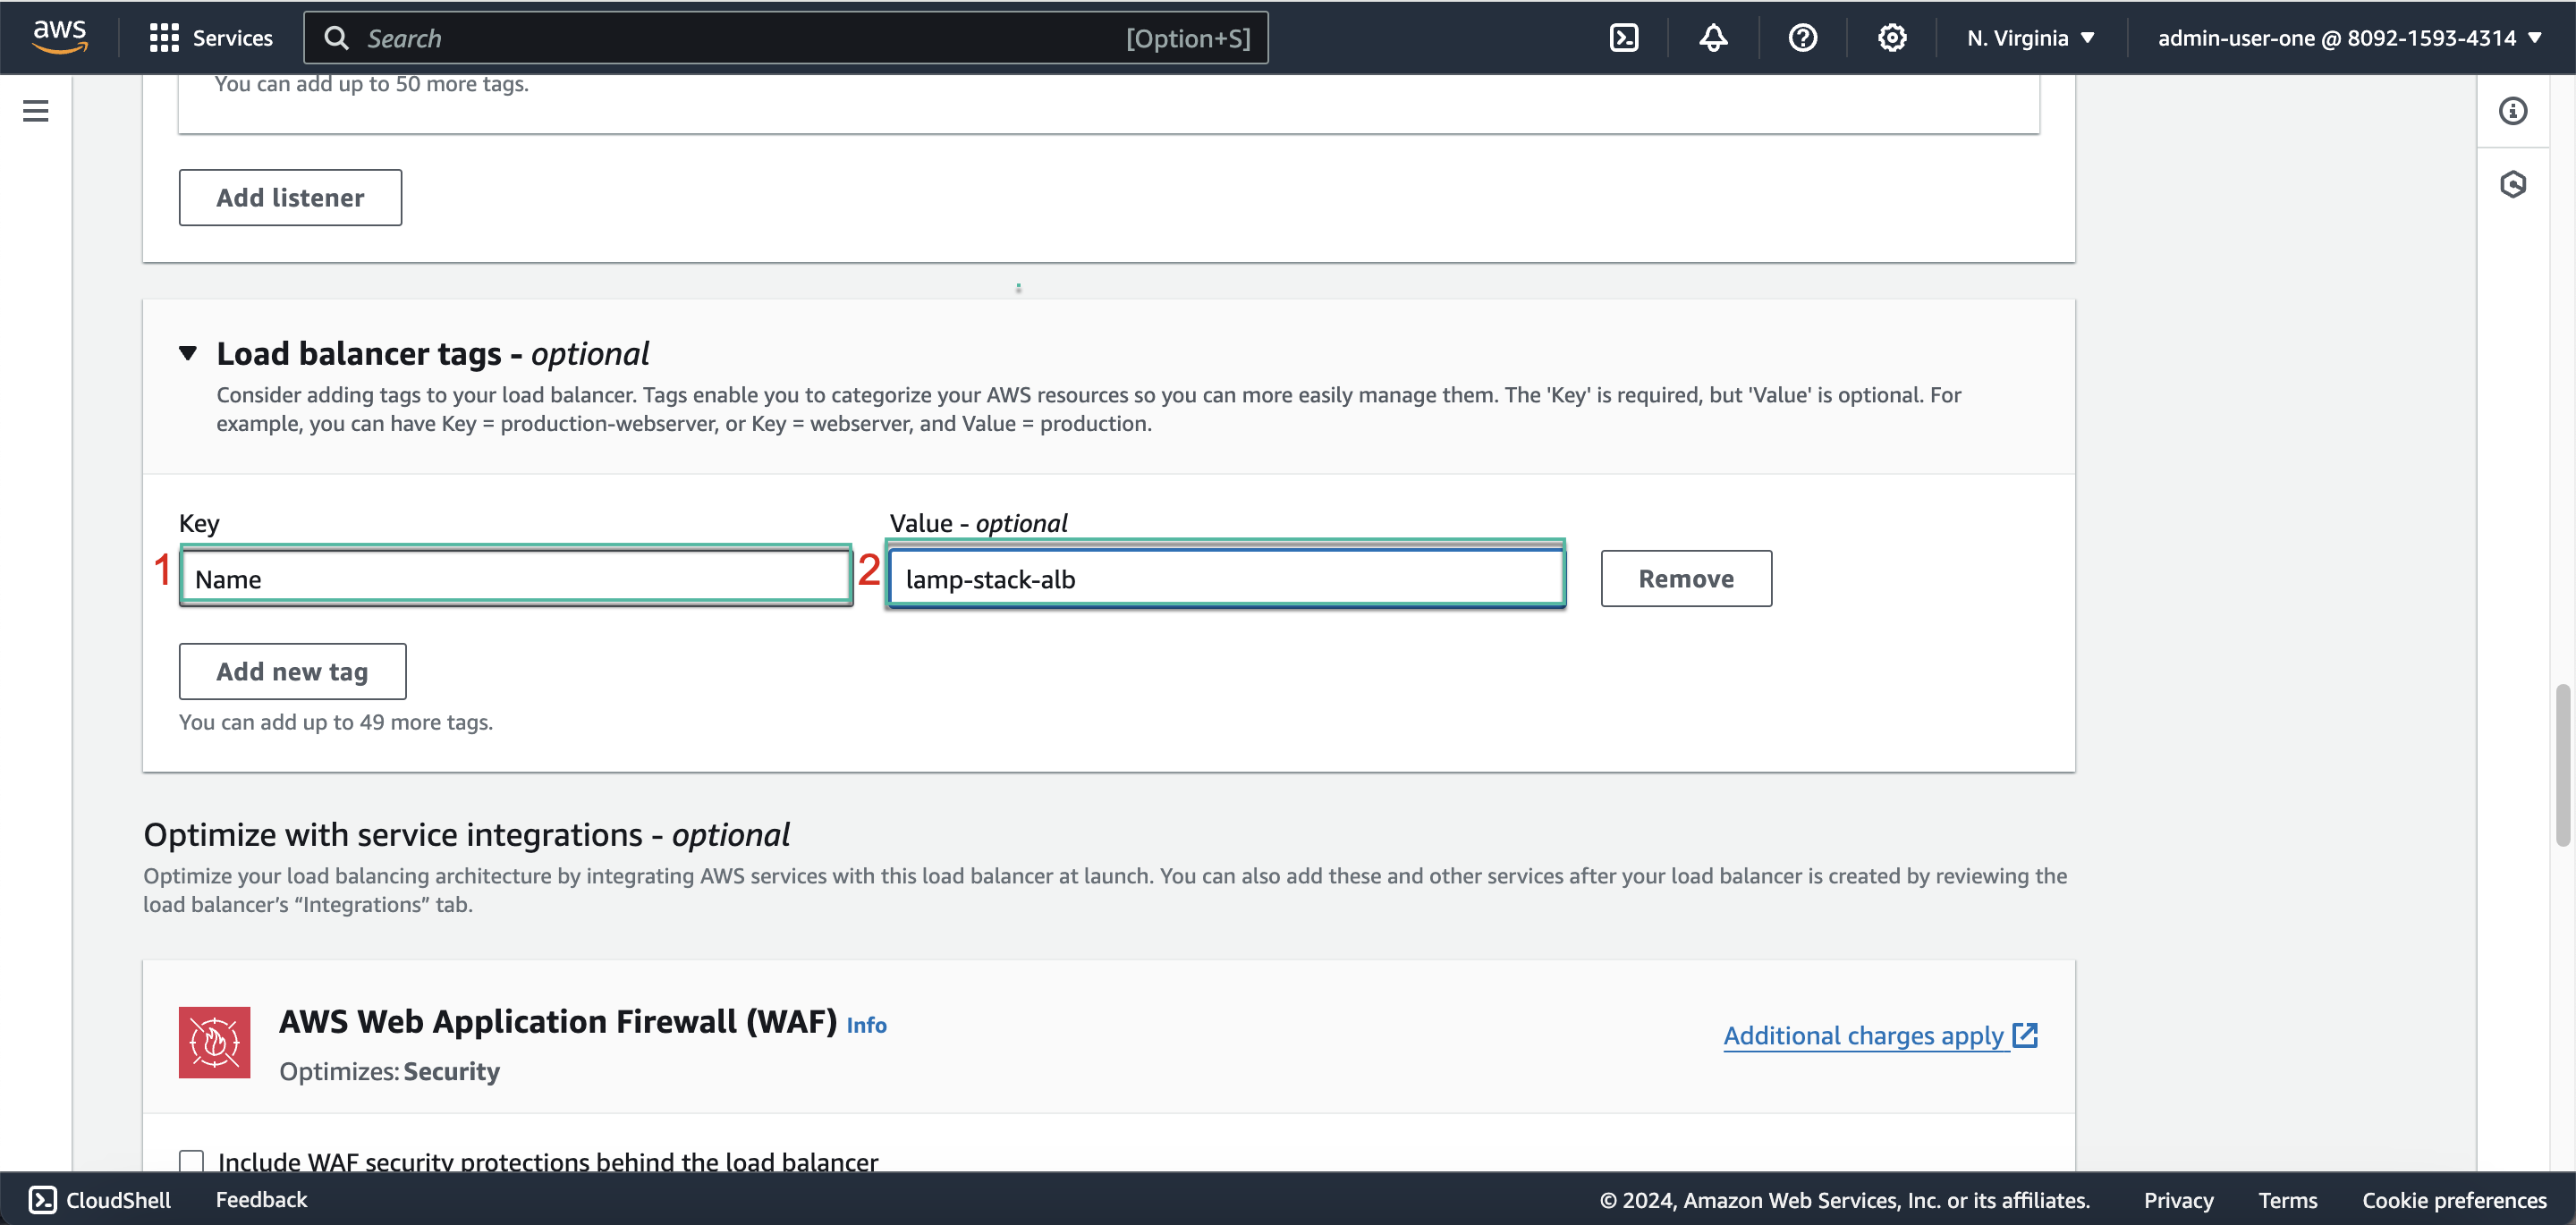 aws Services Search [Option+S] N. Virginia admin-user-one @ 8092-1593-4314
You can add up to 50 more tags.
Add listener
Load balancer tags - optional
Consider adding tags to your load balancer. Tags enable you to categorize your AWS resources so you can more easily manage them. The 'Key' is required, but 'Value' is optional. For
example, you can have Key = production-webserver, or Key = webserver, and Value = production.
Key Value - optional
1 Name 2 lamp-stack-alb Remove
Add new tag
You can add up to 49 more tags.
Optimize with service integrations - optional
Optimize your load balancing architecture by integrating AWS services with this load balancer at launch. You can also add these and other services after your load balancer is created by reviewing the
load balancer's “Integrations” tab.
AWS Web Application Firewall (WAF) Info
Additional charges apply
Optimizes: Security
Include WAF security protections behind the load balancer
CloudShell Feedback © 2024, Amazon Web Services, Inc. or its affiliates. Privacy Terms Cookie preferences